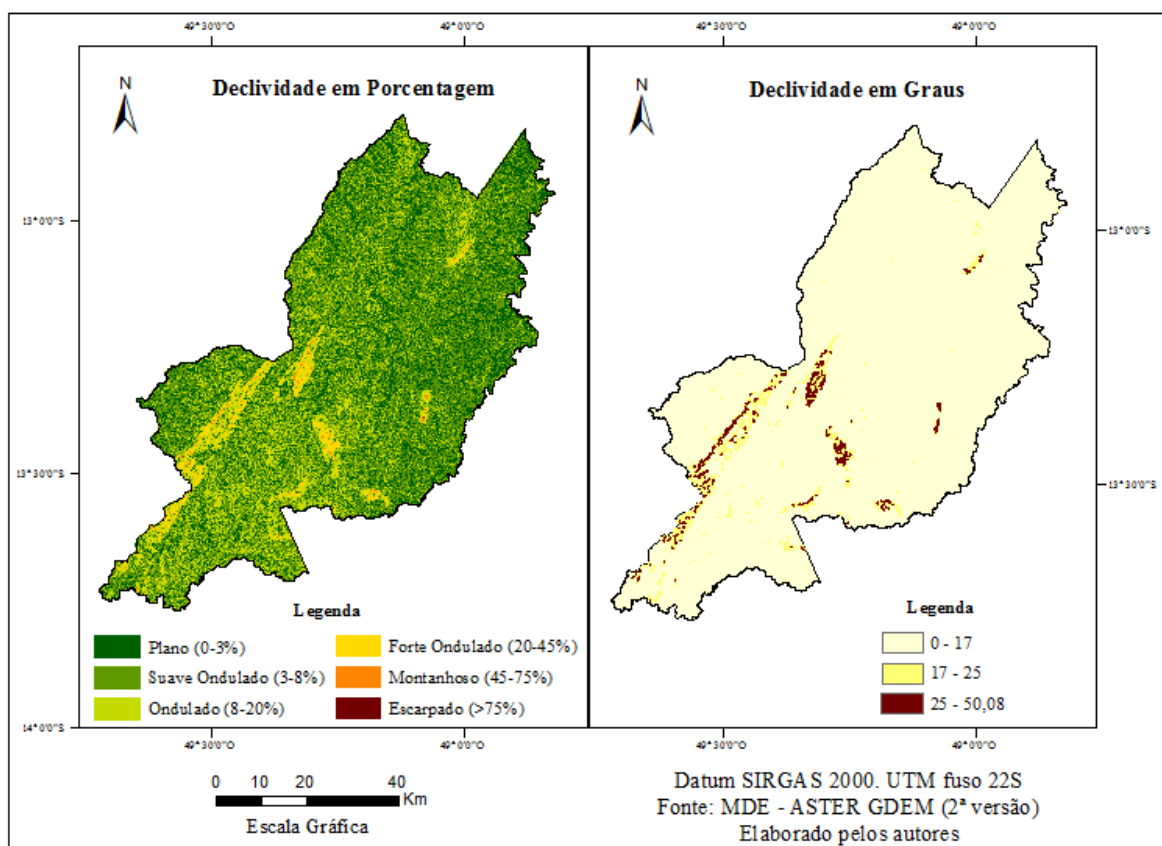 49°30'0"O
49°0'0"O
49°30'0"O
49°0'0"O
N
Declividade em Porcentagem
N
Declividade em Graus
13°0'0"S
13°0'0"S
13°30'0"S
13°30'0"S
Legenda
Plano (0-3%)
Forte Ondulado (20-45%)
Suave Ondulado (3-8%)
Montanhoso (45-75%)
Ondulado (8-20%)
Escarpado (>75%)
Legenda
0 - 17
17 - 25
25 - 50,08
14°0'0"S
14°0'0"S
49°30'0"O
49°0'0"O
49°30'0"O
49°0'0"O
0 10 20 40
Km
Escala Gráfica
Datum SIRGAS 2000. UTM fuso 22S
Fonte: MDE - ASTER GDEM (2ª versão)
Elaborado pelos autores